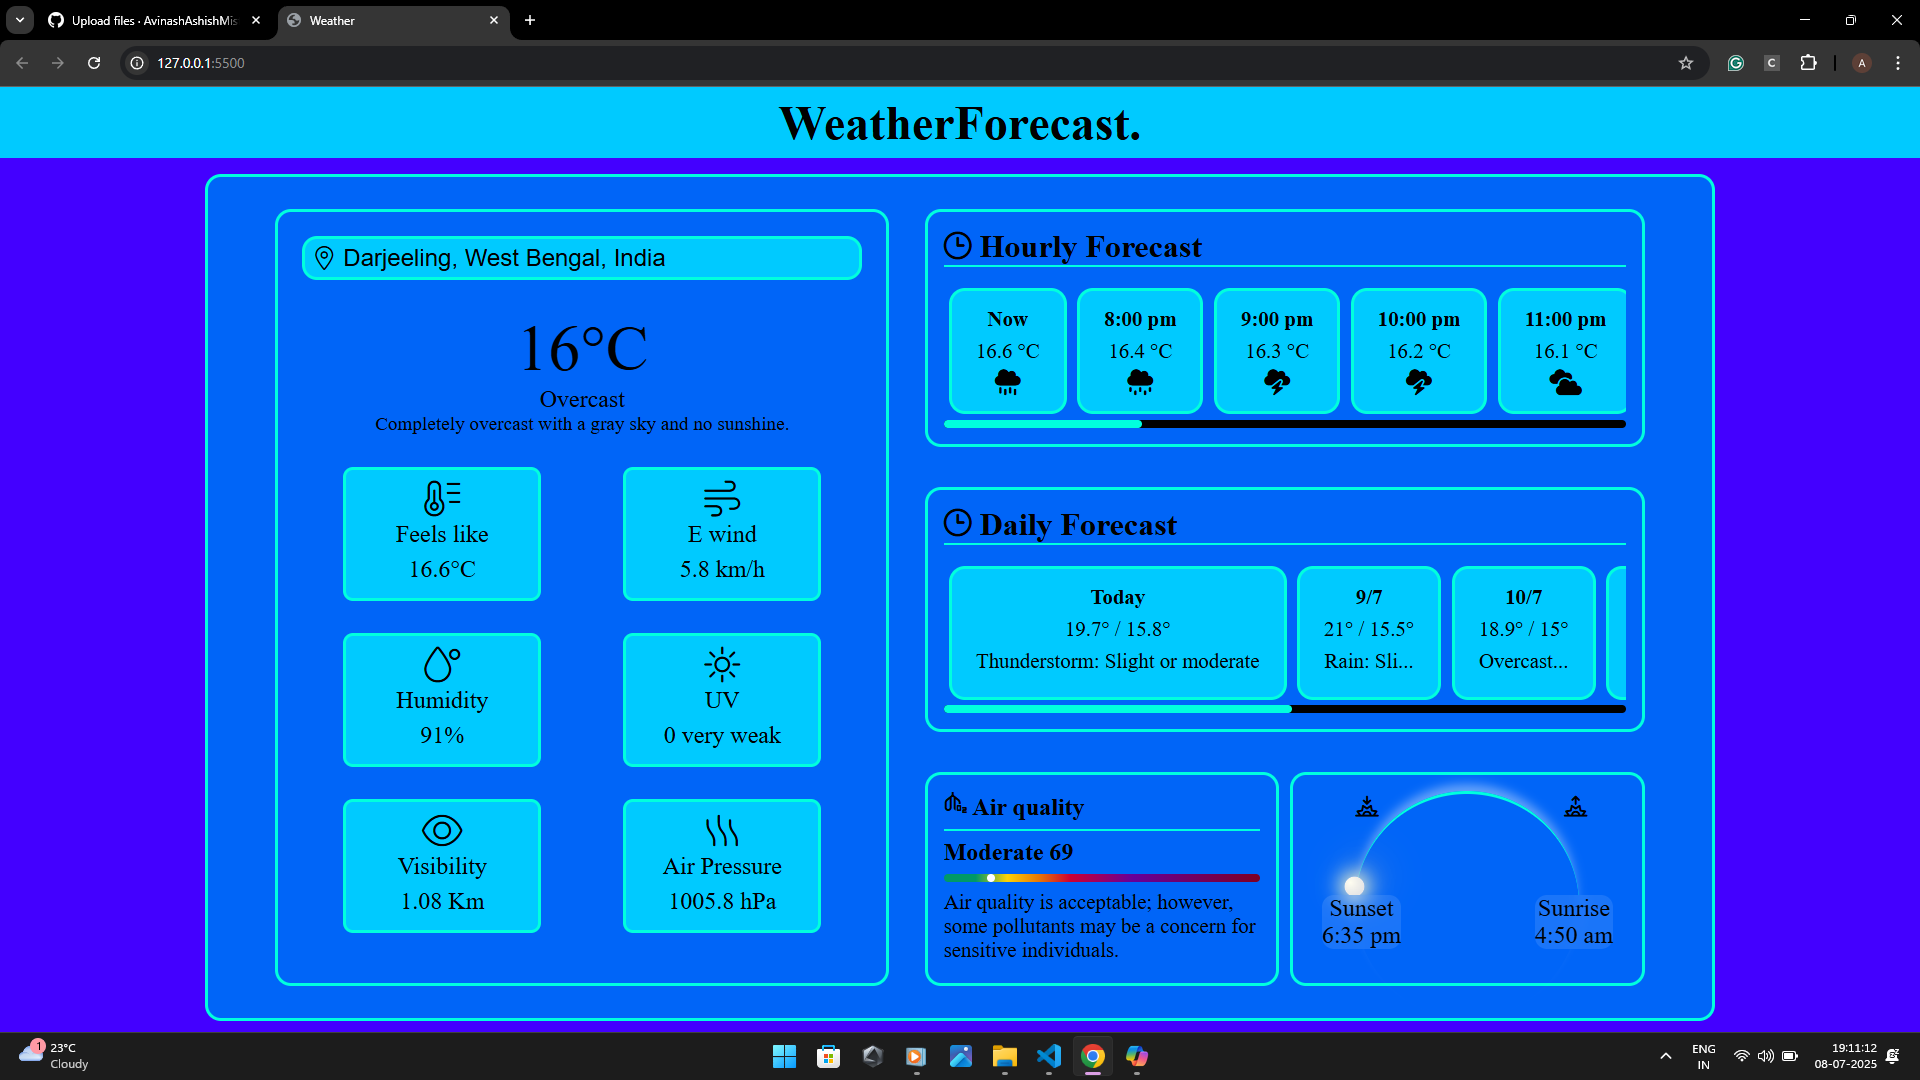 Upload files · AvinashAshishMis
Weather
127.0.0.1:5500
C
A
WeatherForecast.
Darjeeling, West Bengal, India
16°C
Overcast
Completely overcast with a gray sky and no sunshine.
Feels like
16.6°C
E wind
5.8 km/h
Humidity
91%
UV
0 very weak
Visibility
1.08 Km
Air Pressure
1005.8 hPa
Hourly Forecast
Now
16.6 °C
8:00 pm
16.4 °C
9:00 pm
16.3 °C
10:00 pm
16.2 °C
11:00 pm
16.1 °C
Daily Forecast
Today
19.7° / 15.8°
Thunderstorm: Slight or moderate
9/7
21° / 15.5°
Rain: Sli...
10/7
18.9° / 15°
Overcast...
Air quality
Moderate 69
Air quality is acceptable; however,
some pollutants may be a concern for
sensitive individuals.
Sunset
6:35 pm
Sunrise
4:50 am
1
23°C
Cloudy
ENG
IN
19:11:12
08-07-2025